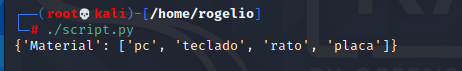 ┌──(root💀kali)-[/home/rogelio]
└─# ./script.py
{'Material': ['pc', 'teclado', 'rato', 'placa']}